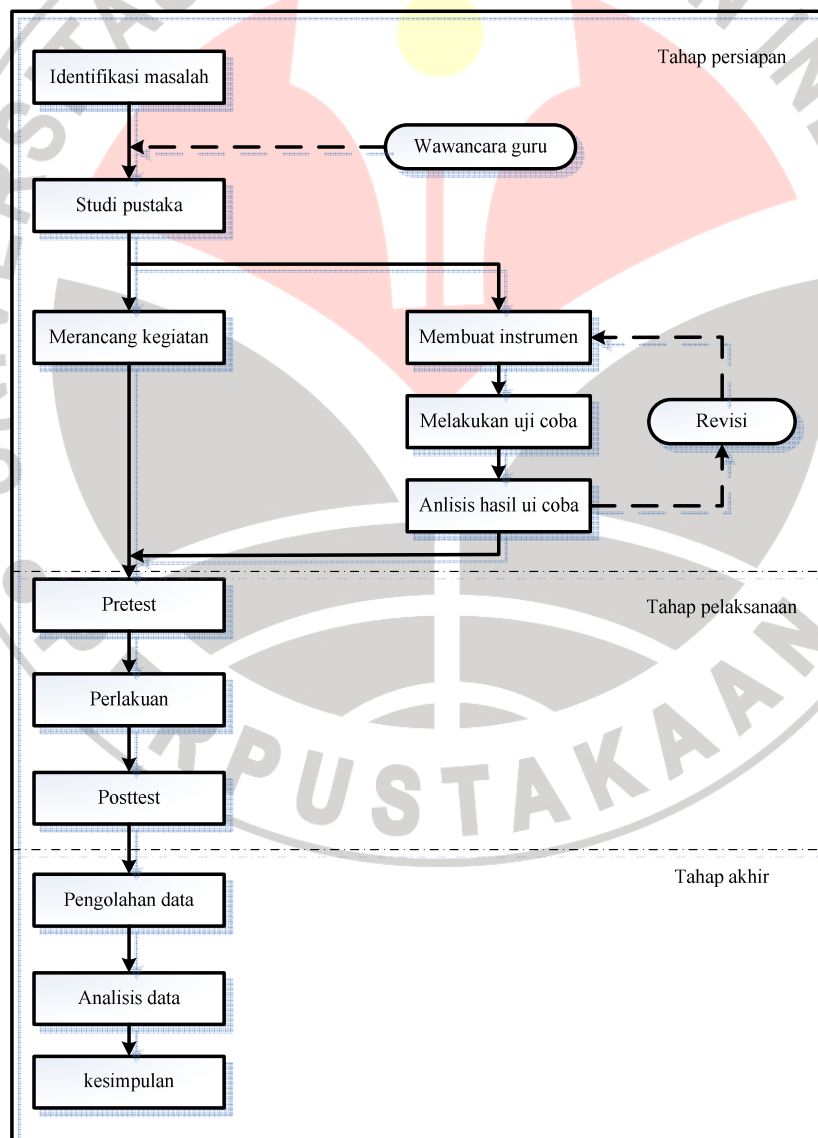 Tahap persiapan
Identifikasi masalah
Wawancara guru
Studi pustaka
Merancang kegiatan
Membuat instrumen
Melakukan uji coba
Revisi
Anlisis hasil ui coba
Pretest
Tahap pelaksanaan
Perlakuan
Posttest
Tahap akhir
Pengolahan data
Analisis data
kesimpulan
PERPUSTAKAAN